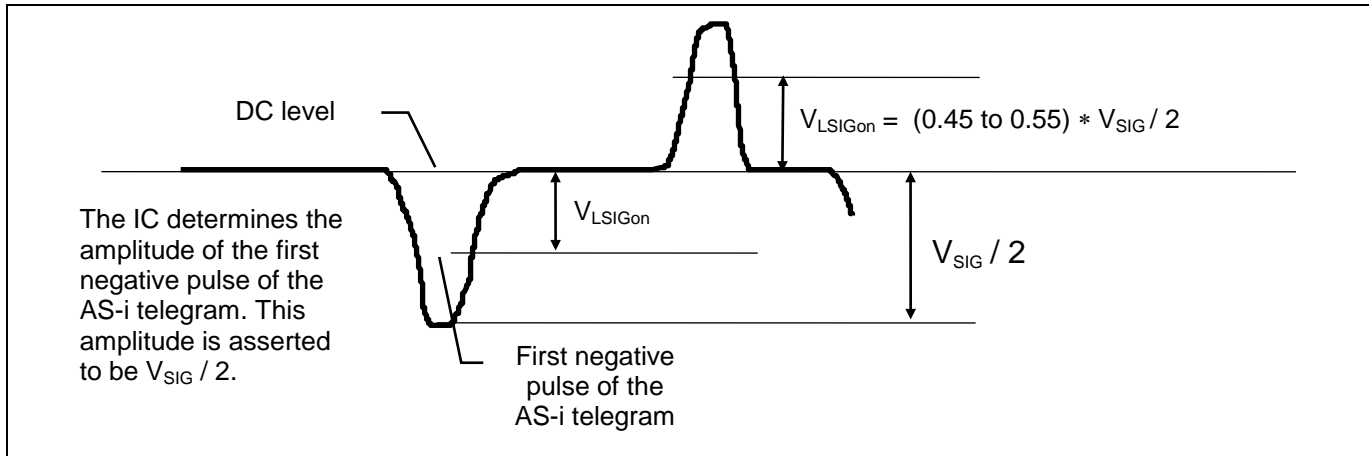 DC level
V_LSIGon = (0.45 to 0.55) * V_SIG / 2
The IC determines the
amplitude of the first
negative pulse of the
AS-i telegram. This
amplitude is asserted
to be V_SIG / 2.
V_LSIGon
V_SIG / 2
First negative
pulse of the
AS-i telegram